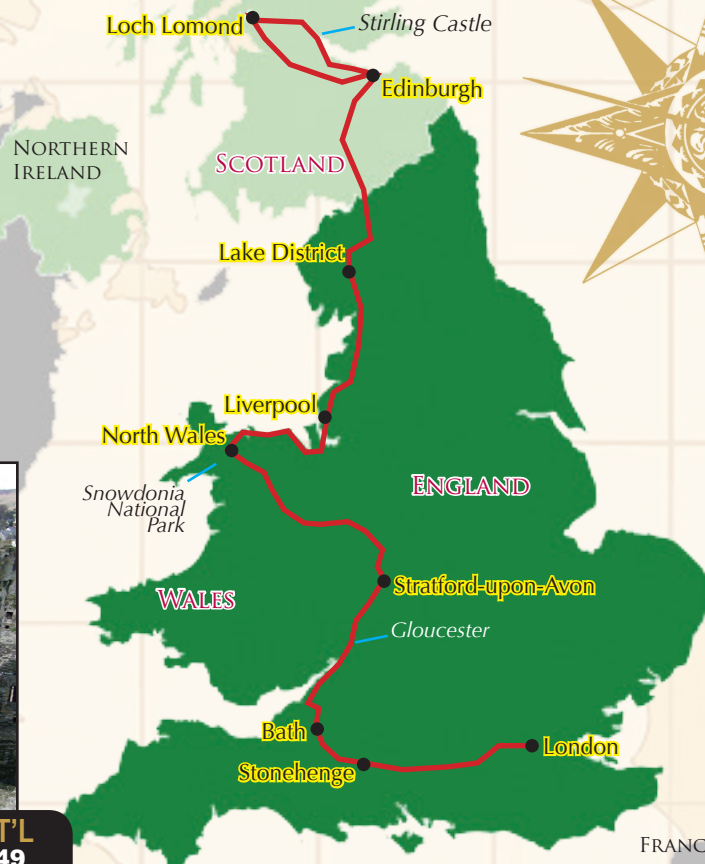 Loch Lomond
Stirling Castle
Edinburgh
NORTHERN
IRELAND
SCOTLAND
Lake District
Liverpool
North Wales
Snowdonia
National
Park
ENGLAND
WALES
Stratford-upon-Avon
Gloucester
Bath
London
Stonehenge
T'L
49